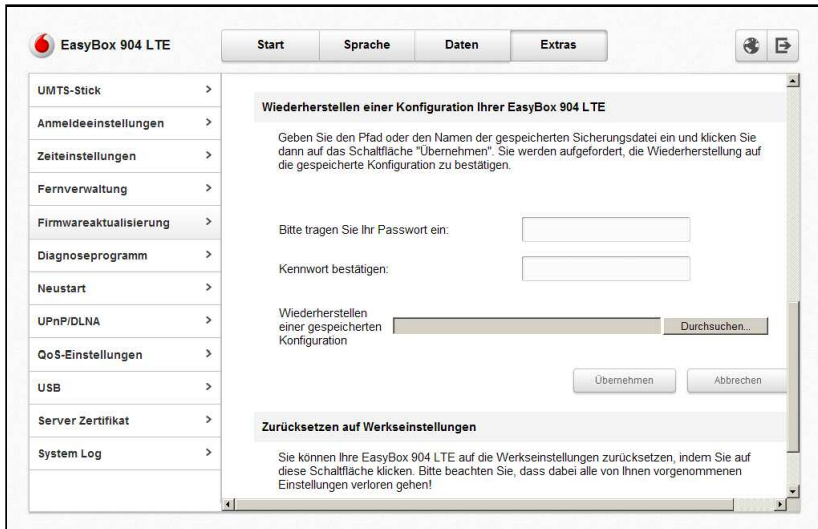 EasyBox 904 LTE
Start
Sprache
Daten
Extras
UMTS-Stick
Anmeldeeinstellungen
Zeiteinstellungen
Fernverwaltung
Firmwareaktualisierung
Diagnoseprogramm
Neustart
UPnP/DLNA
QoS-Einstellungen
USB
Server Zertifikat
System Log
Wiederherstellen einer Konfiguration Ihrer EasyBox 904 LTE
Geben Sie den Pfad oder den Namen der gespeicherten Sicherungsdatei ein und klicken Sie
dann auf das Schaltfläche "Übernehmen". Sie werden aufgefordert, die Wiederherstellung auf
die gespeicherte Konfiguration zu bestätigen.
Bitte tragen Sie Ihr Passwort ein:
Kennwort bestätigen:
Wiederherstellen
einer gespeicherten
Konfiguration
Durchsuchen...
Übernehmen
Abbrechen
Zurücksetzen auf Werkseinstellungen
Sie können Ihre EasyBox 904 LTE auf die Werkseinstellungen zurücksetzen, indem Sie auf
diese Schaltfläche klicken. Bitte beachten Sie, dass dabei alle von Ihnen vorgenommenen
Einstellungen verloren gehen!